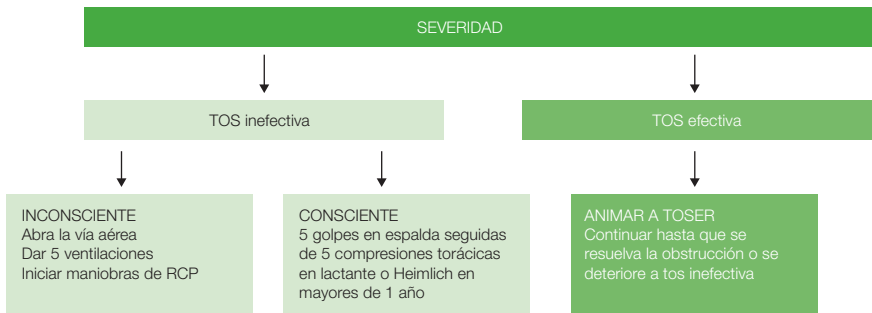 SEVERIDAD
TOS inefectiva
TOS efectiva
INCONSCIENTE
Abra la vía aérea
Dar 5 ventilaciones
Iniciar maniobras de RCP
CONSCIENTE
5 golpes en espalda seguidas
de 5 compresiones torácicas
en lactante o Heimlich en
mayores de 1 año
ANIMAR A TOSER
Continuar hasta que se
resuelva la obstrucción o se
deteriore a tos inefectiva